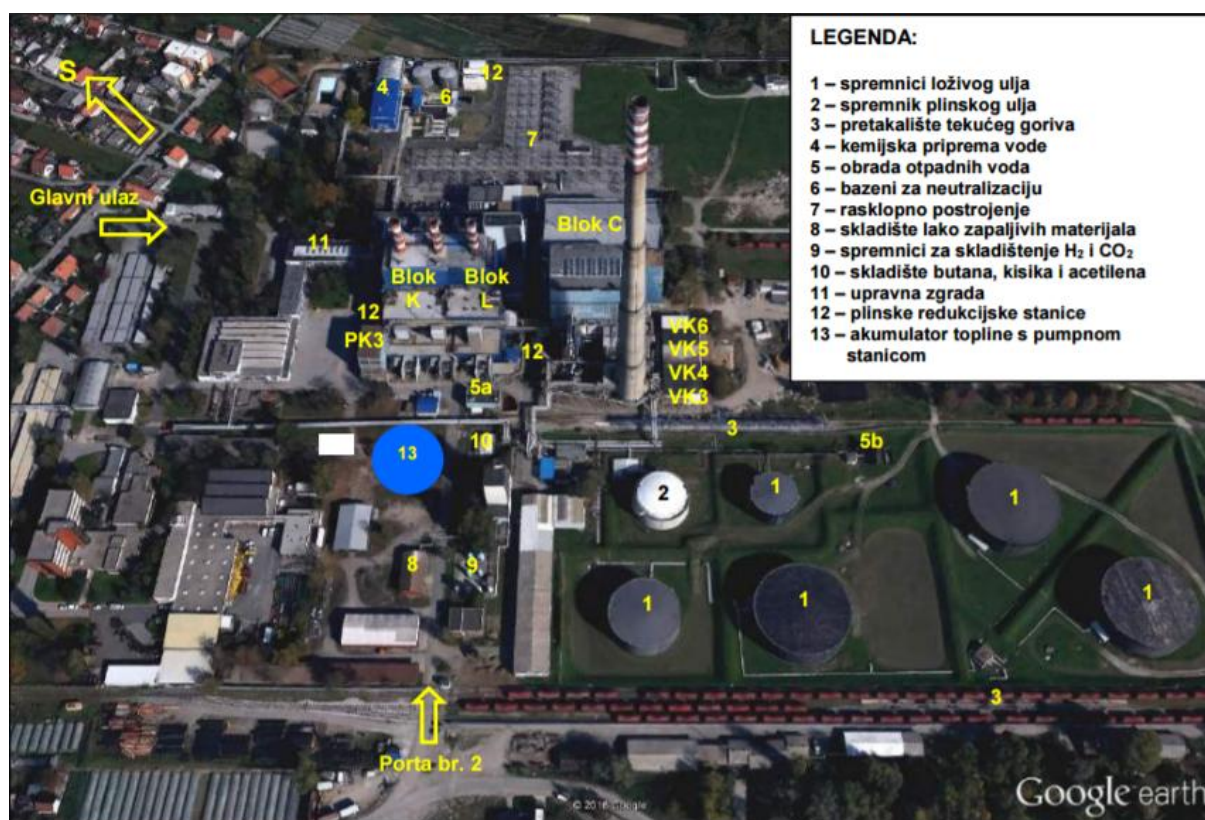 LEGENDA:
1 – spremnici loživog ulja
2 – spremnik plinskog ulja
3 – pretakalište tekućeg goriva
4 – kemijska priprema vode
5 – obrada otpadnih voda
6 – bazeni za neutralizaciju
7 – rasklopno postrojenje
8 – skladište lako zapaljivih materijala
9 – spremnici za skladištenje H₂ i CO₂
10 – skladište butana, kisika i acetilena
11 – upravna zgrada
12 – plinske redukcijske stanice
13 – akumulator topline s pumpnom
stanicom
S
4
6
12
7
Glavni ulaz
11
Blok C
Blok
K
Blok
L
12
PK3
12
VK6
VK5
VK4
VK3
5a
3
13
10
5b
2
1
1
8
9
1
1
1
3
Porta br. 2
© 2016 Google
Google earth